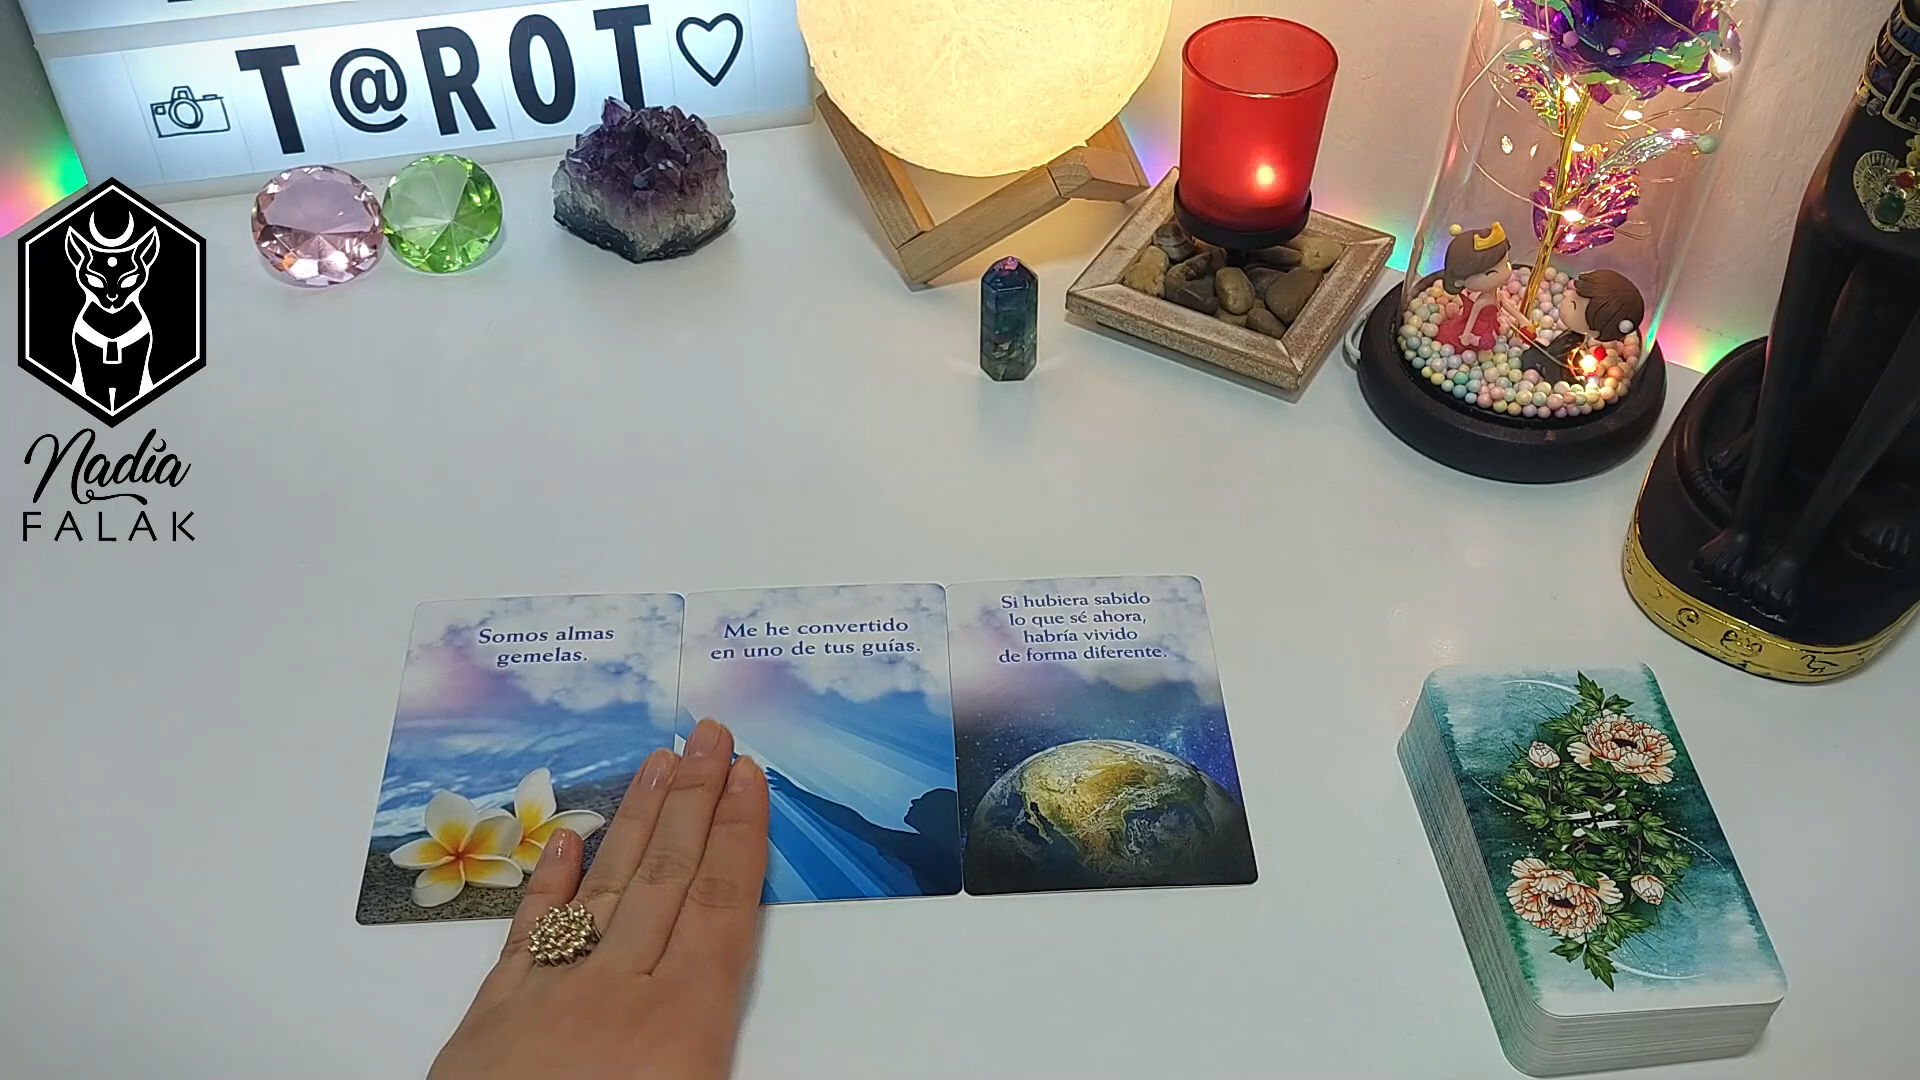 T@ROT
Nadia
FALAK
Somos almas
gemelas.
Me he convertido
en uno de tus guías.
Si hubiera sabido
lo que sé ahora,
habría vivido
de forma diferente.